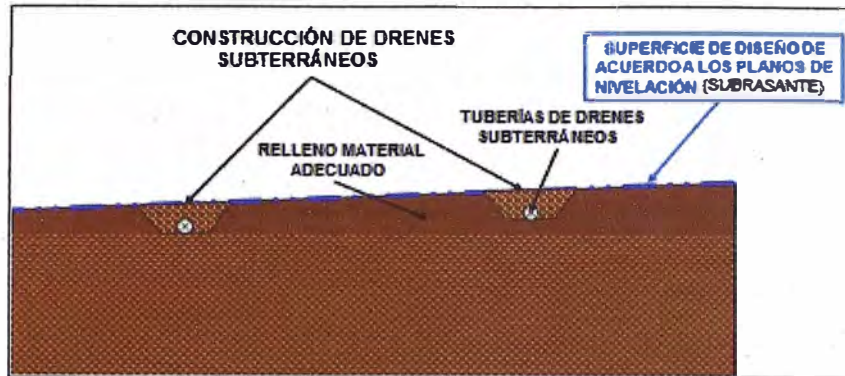 CONSTRUCCIÓN DE DRENES
SUBTERRÁNEOS
SUPERFICIE DE DISEÑO DE
ACUERDO A LOS PLANOS DE
NIVELACIÓN (SUBRASANTE)
TUBERÍAS DE DRENES
SUBTERRÁNEOS
RELLENO MATERIAL
ADECUADO